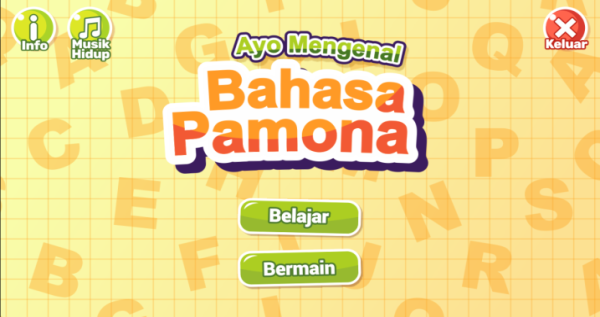 Info
Musik
Hidup
Keluar
Ayo Mengenal
Bahasa
Pamona
Belajar
Bermain